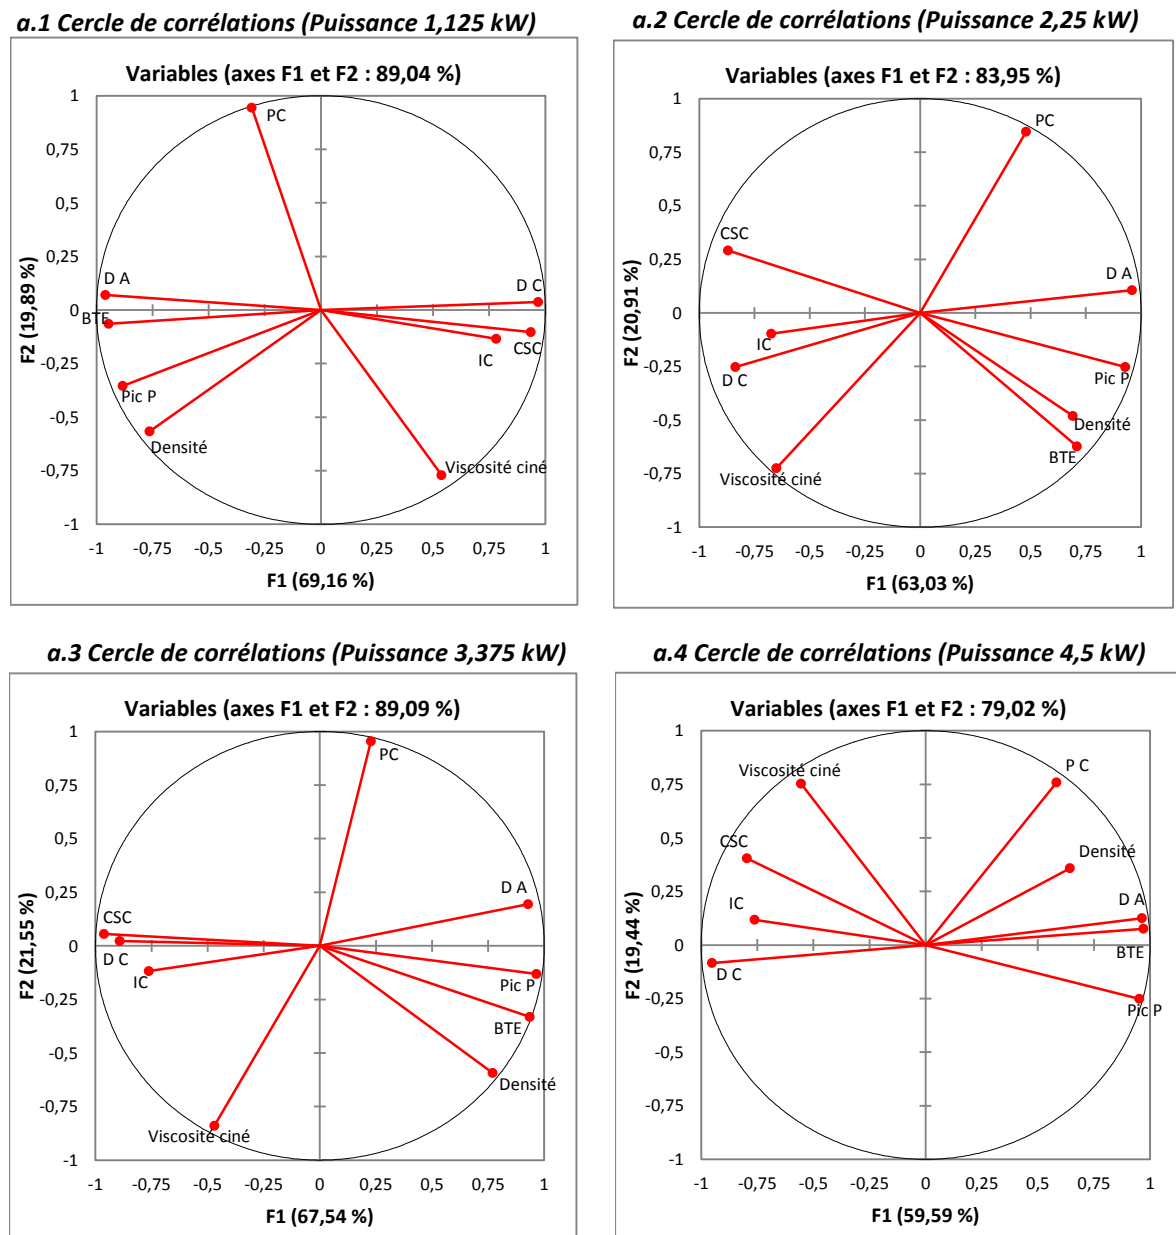 a.1 Cercle de corrélations (Puissance 1,125 kW)
Variables (axes F1 et F2 : 89,04 %)
1
0,75
0,5
0,25
0
-0,25
-0,5
-0,75
-1
F2 (19,89 %)
PC
D A
BTE
Pic P
Densité
D C
CSC
IC
Viscosité ciné
-1 -0,75 -0,5 -0,25 0 0,25 0,5 0,75 1
F1 (69,16 %)
a.2 Cercle de corrélations (Puissance 2,25 kW)
Variables (axes F1 et F2 : 83,95 %)
1
0,75
0,5
0,25
0
-0,25
-0,5
-0,75
-1
F2 (20,91 %)
PC
CSC
D A
IC
D C
Pic P
Densité
BTE
Viscosité ciné
-1 -0,75 -0,5 -0,25 0 0,25 0,5 0,75 1
F1 (63,03 %)
a.3 Cercle de corrélations (Puissance 3,375 kW)
Variables (axes F1 et F2 : 89,09 %)
1
0,75
0,5
0,25
0
-0,25
-0,5
-0,75
-1
F2 (21,55 %)
PC
D A
CSC
D C
IC
Pic P
BTE
Densité
Viscosité ciné
-1 -0,75 -0,5 -0,25 0 0,25 0,5 0,75 1
F1 (67,54 %)
a.4 Cercle de corrélations (Puissance 4,5 kW)
Variables (axes F1 et F2 : 79,02 %)
1
0,75
0,5
0,25
0
-0,25
-0,5
-0,75
-1
F2 (19,44 %)
Viscosité ciné
P C
CSC
Densité
IC
D A
BTE
D C
Pic P
-1 -0,75 -0,5 -0,25 0 0,25 0,5 0,75 1
F1 (59,59 %)